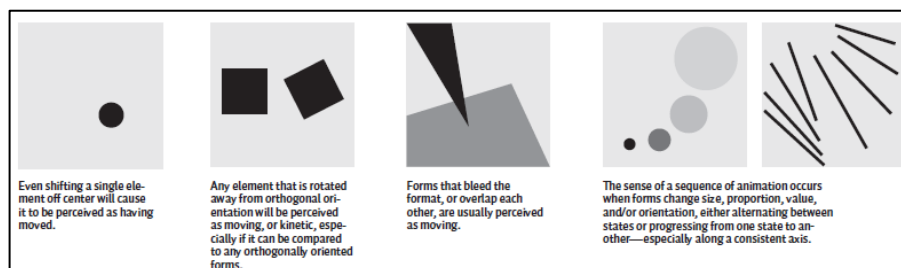 Even shifting a single ele-
ment off center will cause
it to be perceived as having
moved.
Any element that is rotated
away from orthogonal ori-
entation will be perceived
as moving, or kinetic, espe-
cially if it can be compared
to any orthogonally oriented
forms.
Forms that bleed the
format, or overlap each
other, are usually perceived
as moving.
The sense of a sequence of animation occurs
when forms change size, proportion, value,
and/or orientation, either alternating between
states or progressing from one state to an-
other—especially along a consistent axis.